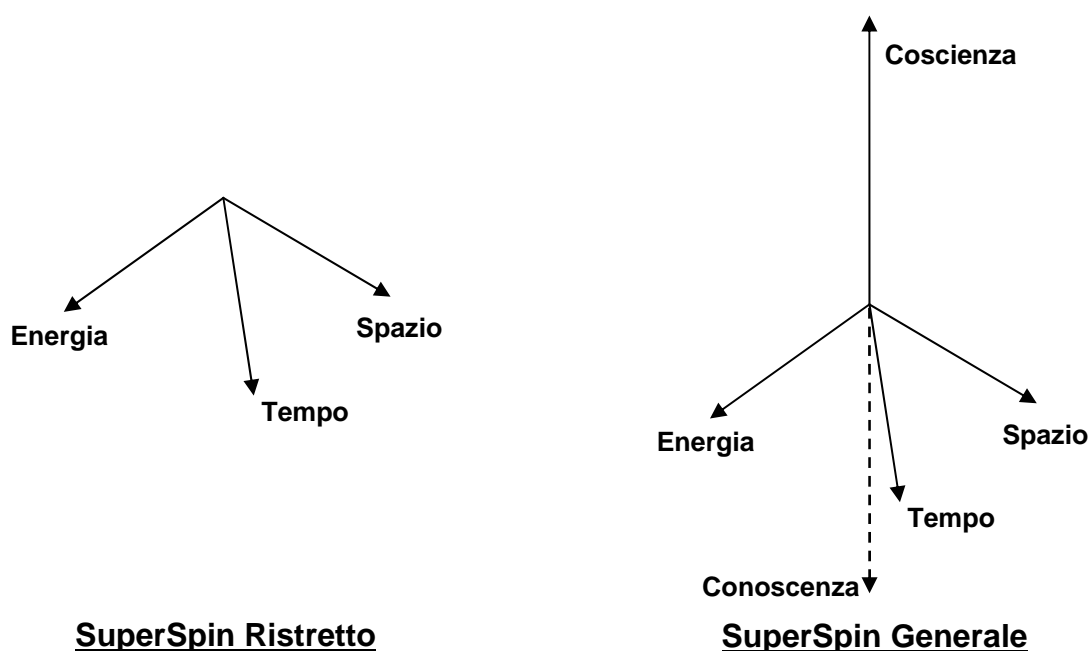 Coscienza
Energia
Spazio
Tempo
Energia
Spazio
Tempo
Conoscenza
SuperSpin Ristretto
SuperSpin Generale